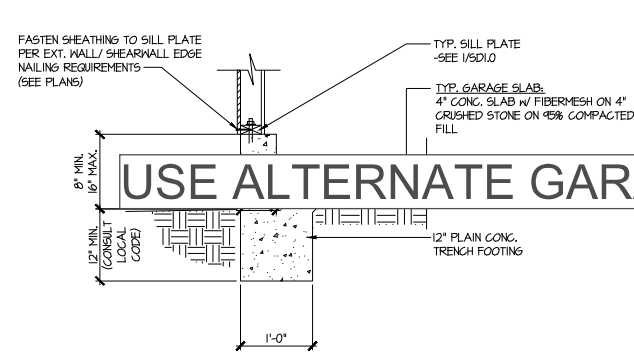 FASTEN SHEATHING TO SILL PLATE
PER EXT. WALL/ SHEARWALL EDGE
NAILING REQUIREMENTS
(SEE PLANS)
TYP. SILL PLATE
-SEE 1/SD1.0
TYP. GARAGE SLAB:
4" CONC. SLAB W/ FIBERMESH ON 4"
CRUSHED STONE ON 95% COMPACTED
FILL
8" MIN.
16" MAX.
USE ALTERNATE GARA
12" MIN.
(CONSULT
LOCAL
CODE)
12" PLAIN CONC.
TRENCH FOOTING
1'-0"